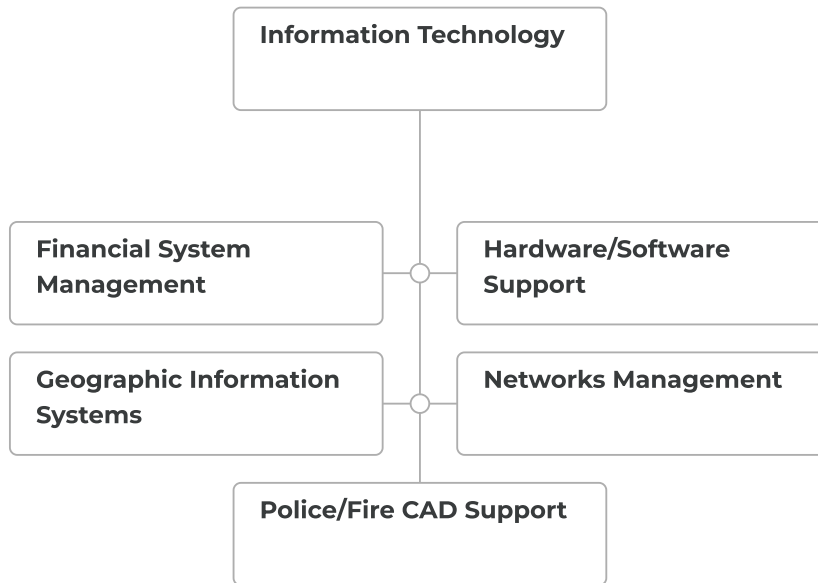 Information Technology
Financial System
Management
Hardware/Software
Support
Geographic Information
Systems
Networks Management
Police/Fire CAD Support